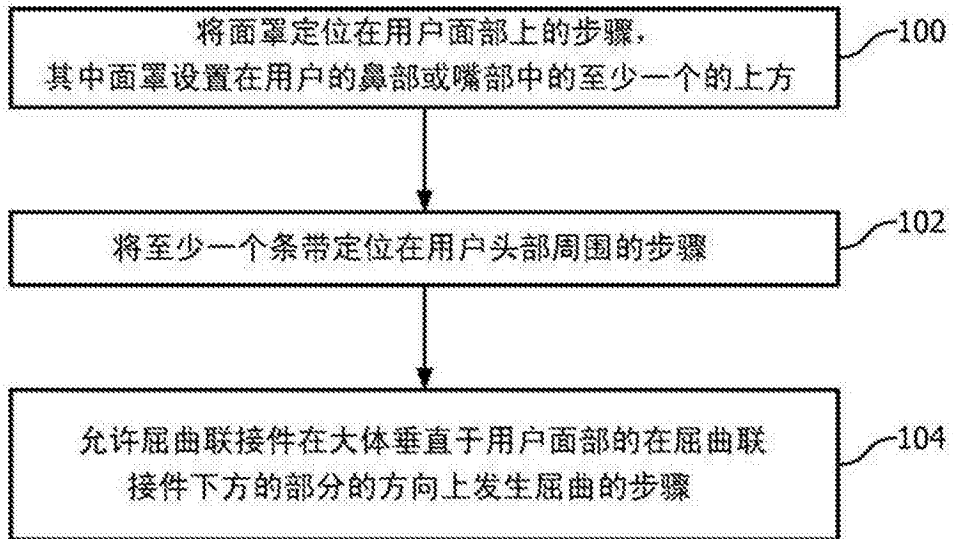 将面罩定位在用户面部上的步骤，
其中面罩设置在用户的鼻部或嘴部中的至少一个的上方
100
将至少一个条带定位在用户头部周围的步骤
102
允许屈曲联接件在大体垂直于用户面部的在屈曲联
接件下方的部分的方向上发生屈曲的步骤
104